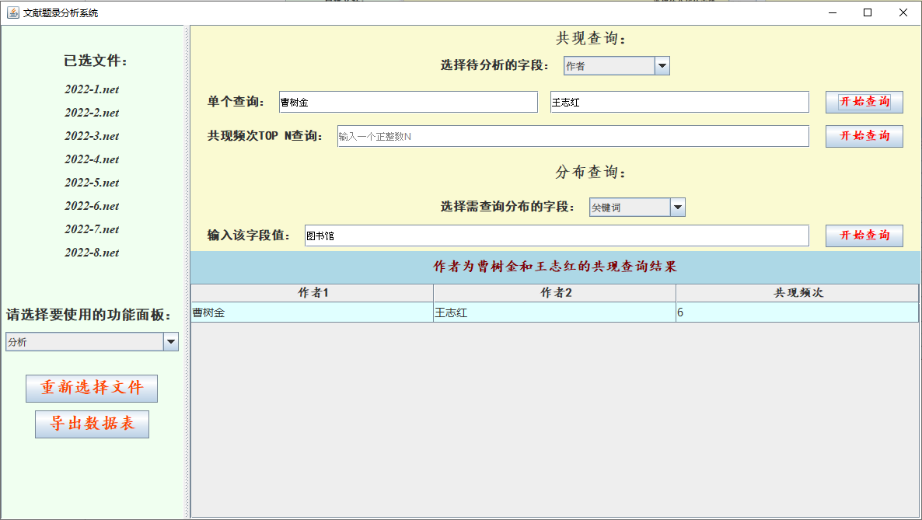 文献题录分析系统
已选文件：
2022-1.net
2022-2.net
2022-3.net
2022-4.net
2022-5.net
2022-6.net
2022-7.net
2022-8.net
请选择要使用的功能面板：
分析
重新选择文件
导出数据表
共现查询：
选择待分析的字段： 作者
单个查询： 曹树金 王志红 开始查询
共现频次TOP N查询： 输入一个正整数N 开始查询
分布查询：
选择需查询分布的字段： 关键词
输入该字段值： 图书馆 开始查询
作者为曹树金和王志红的共现查询结果
作者1 作者2 共现频次
曹树金 王志红 6